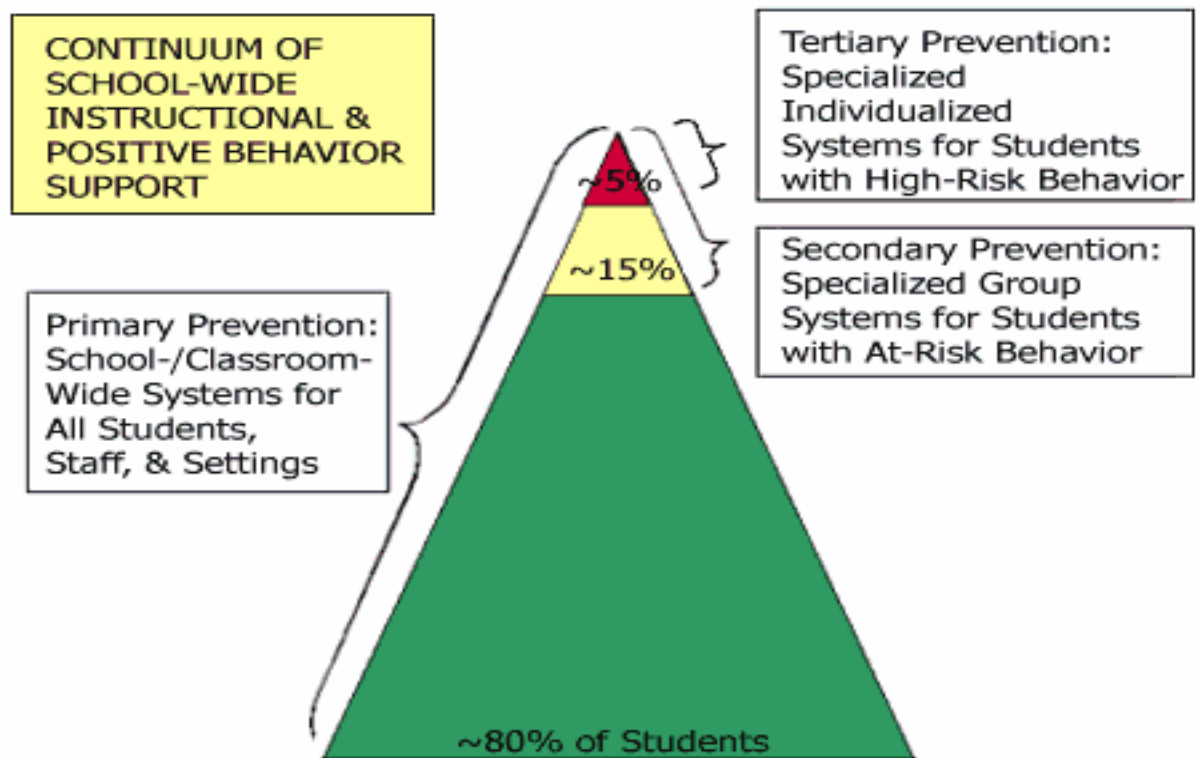 CONTINUUM OF
SCHOOL-WIDE
INSTRUCTIONAL &
POSITIVE BEHAVIOR
SUPPORT
Tertiary Prevention:
Specialized
Individualized
Systems for Students
with High-Risk Behavior
~5%
Secondary Prevention:
Specialized Group
Systems for Students
with At-Risk Behavior
~15%
Primary Prevention:
School-/Classroom-
Wide Systems for
All Students,
Staff, & Settings
~80% of Students